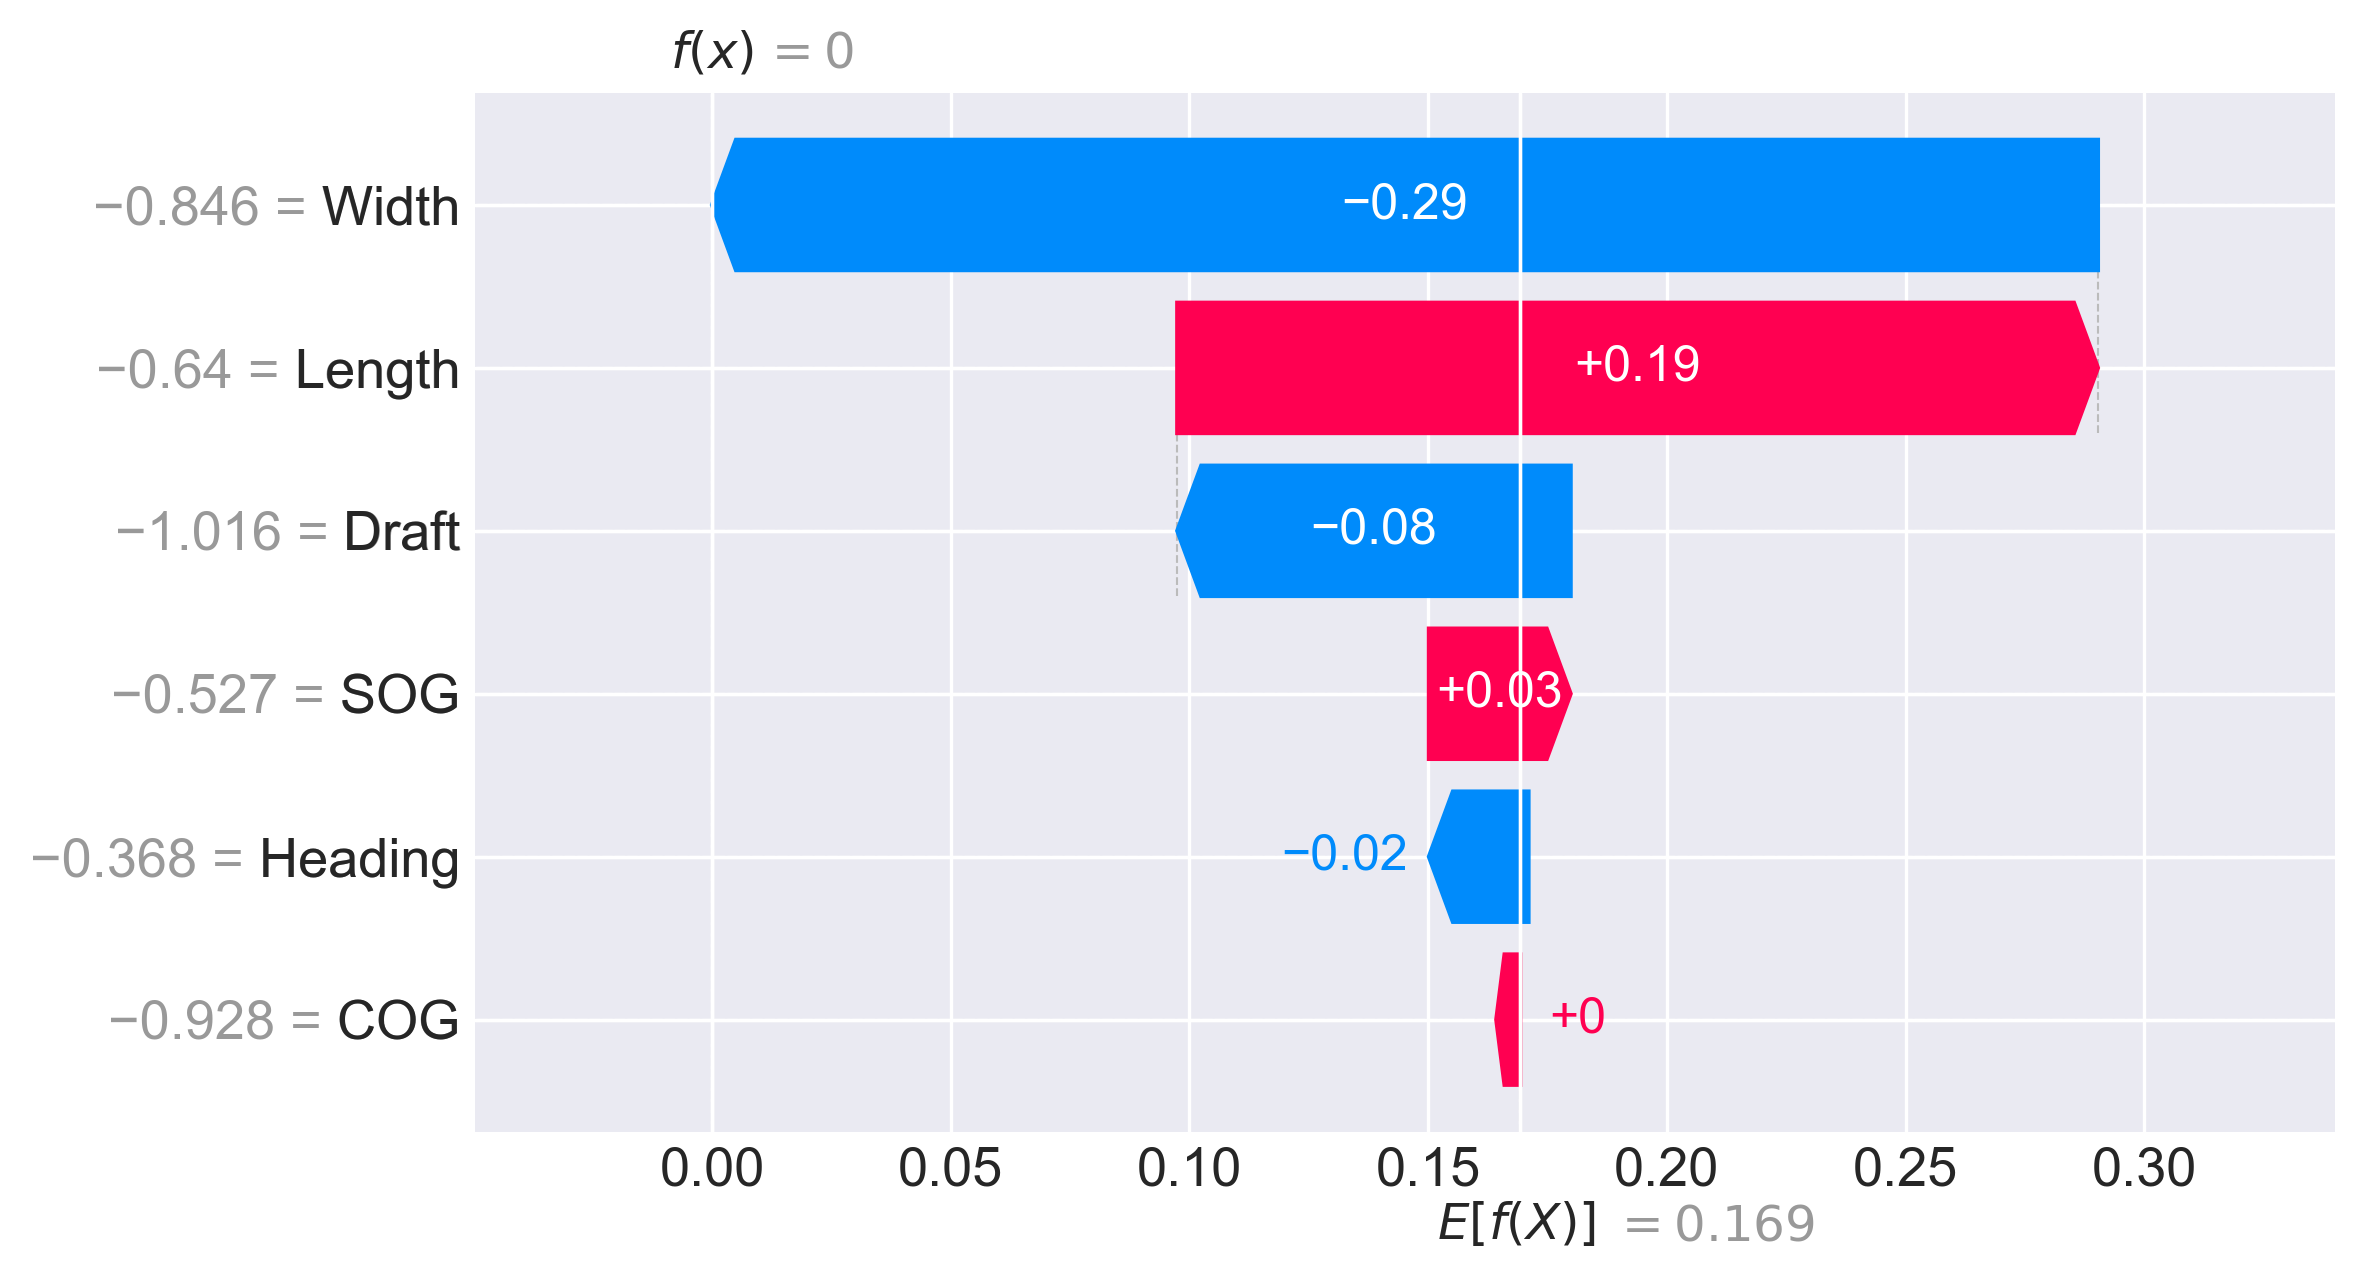 f(x) = 0
−0.846 = Width
−0.29
−0.64 = Length
+0.19
−1.016 = Draft
−0.08
−0.527 = SOG
+0.03
−0.368 = Heading
−0.02
−0.928 = COG
+0
0.00 0.05 0.10 0.15 0.20 0.25 0.30
E[f(X)] = 0.169